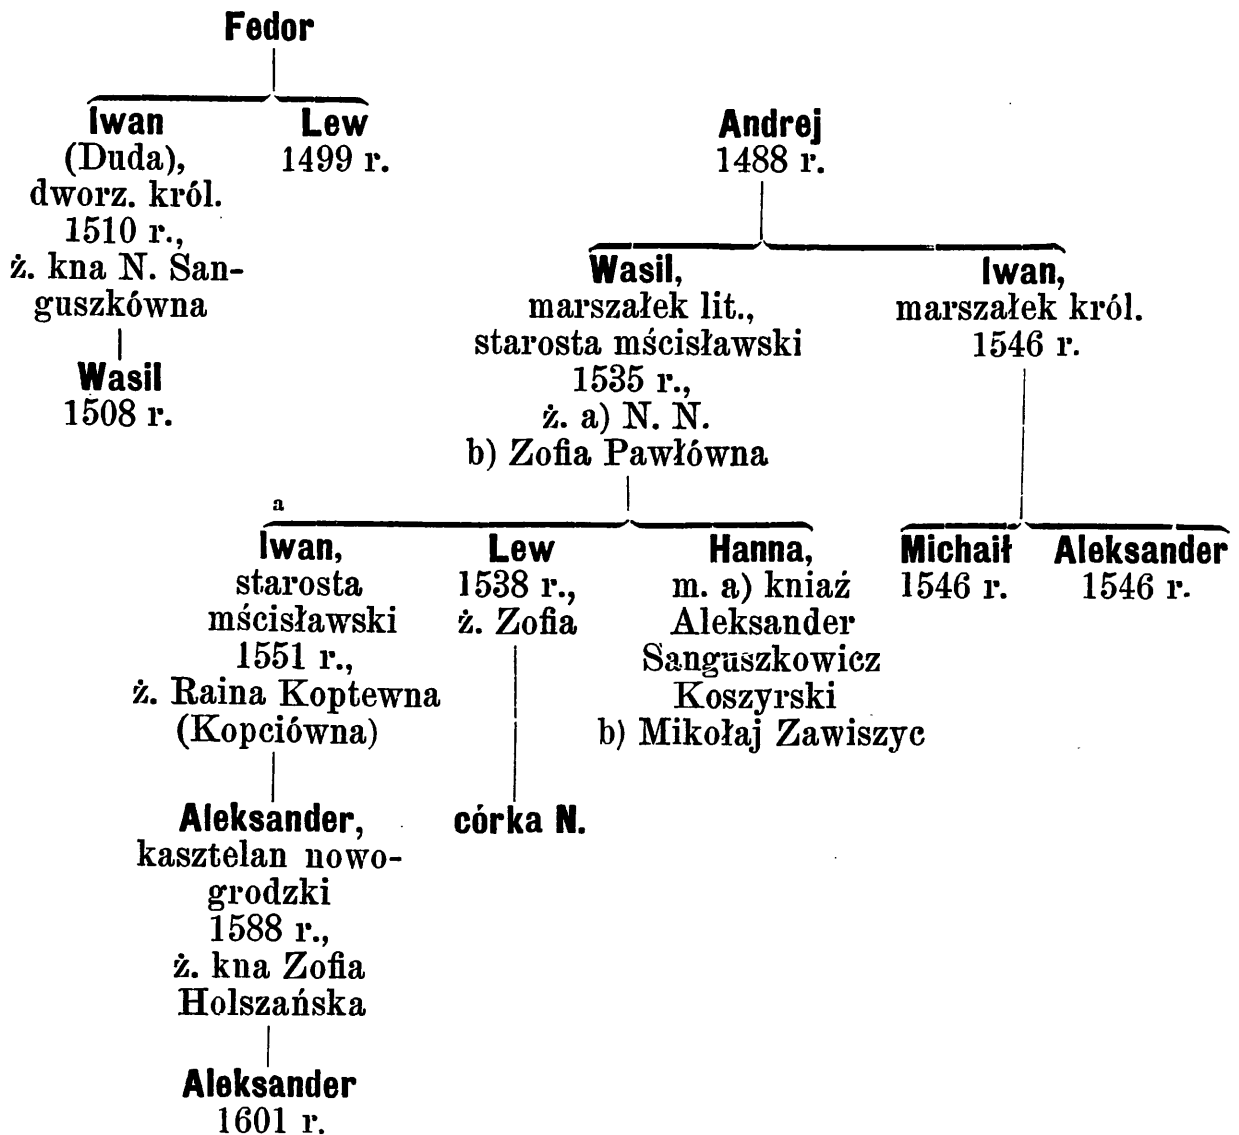 Fedor
Iwan
(Duda),
dworz. król.
1510 r.,
ż. kna N. San-
guszkówna
Lew
1499 r.
Wasil
1508 r.
Andrej
1488 r.
Wasil,
marszałek lit.,
starosta mścisławski
1535 r.,
ż. a) N. N.
b) Zofia Pawłówna
Iwan,
marszałek król.
1546 r.
a
Iwan,
starosta
mścisławski
1551 r.,
ż. Raina Koptewna
(Kopciówna)
Lew
1538 r.,
ż. Zofia
Hanna,
m. a) kniaź
Aleksander
Sanguszkowicz
Koszyrski
b) Mikołaj Zawiszyc
Michaił
1546 r.
Aleksander
1546 r.
Aleksander,
kasztelan nowo-
grodzki
1588 r.,
ż. kna Zofia
Holszańska
córka N.
Aleksander
1601 r.